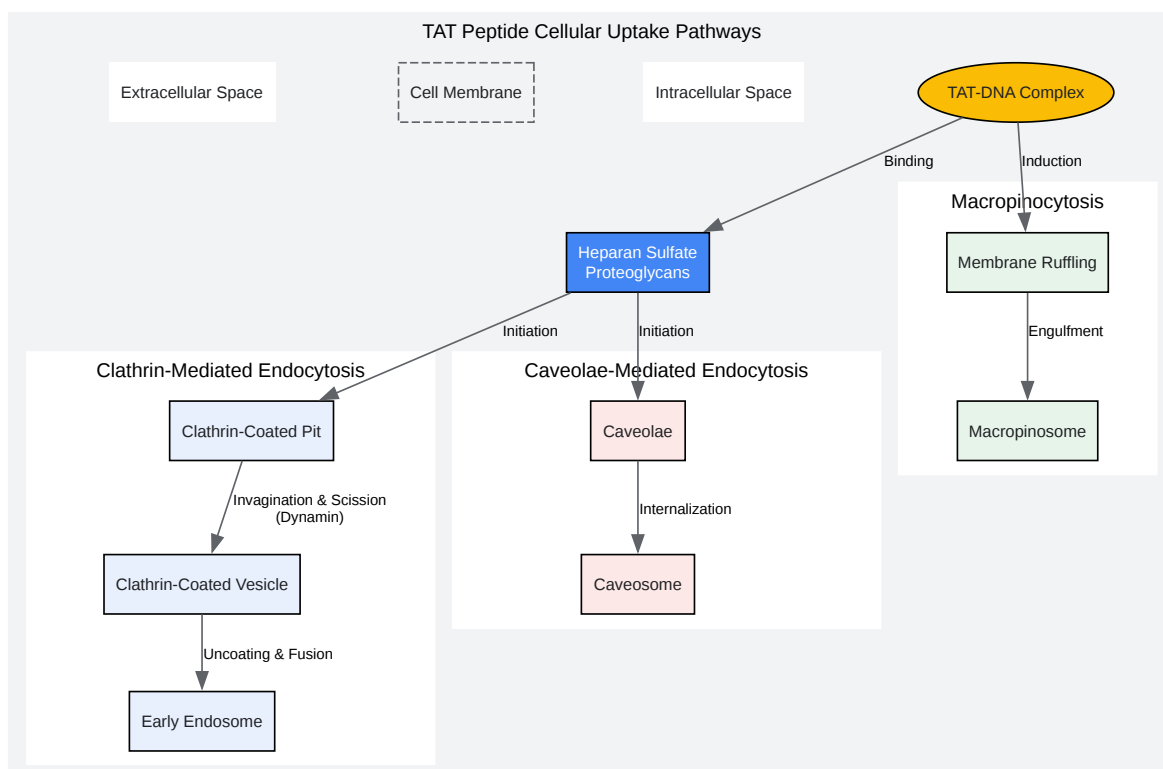 TAT Peptide Cellular Uptake Pathways
Extracellular Space
Cell Membrane
Intracellular Space
TAT-DNA Complex
Binding
Induction
Macropinocytosis
Heparan Sulfate
Proteoglycans
Membrane Ruffling
Initiation
Initiation
Engulfment
Clathrin-Mediated Endocytosis
Caveolae-Mediated Endocytosis
Clathrin-Coated Pit
Caveolae
Macropinosome
Invagination & Scission
(Dynamin)
Internalization
Clathrin-Coated Vesicle
Caveosome
Uncoating & Fusion
Early Endosome